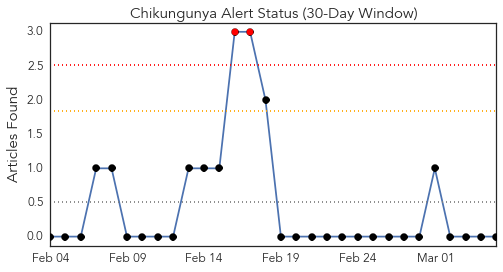 Chikungunya Alert Status (30-Day Window)
Articles Found
3.0
2.5
2.0
1.5
1.0
0.5
0.0
Feb 04 Feb 09 Feb 14 Feb 19 Feb 24 Mar 01